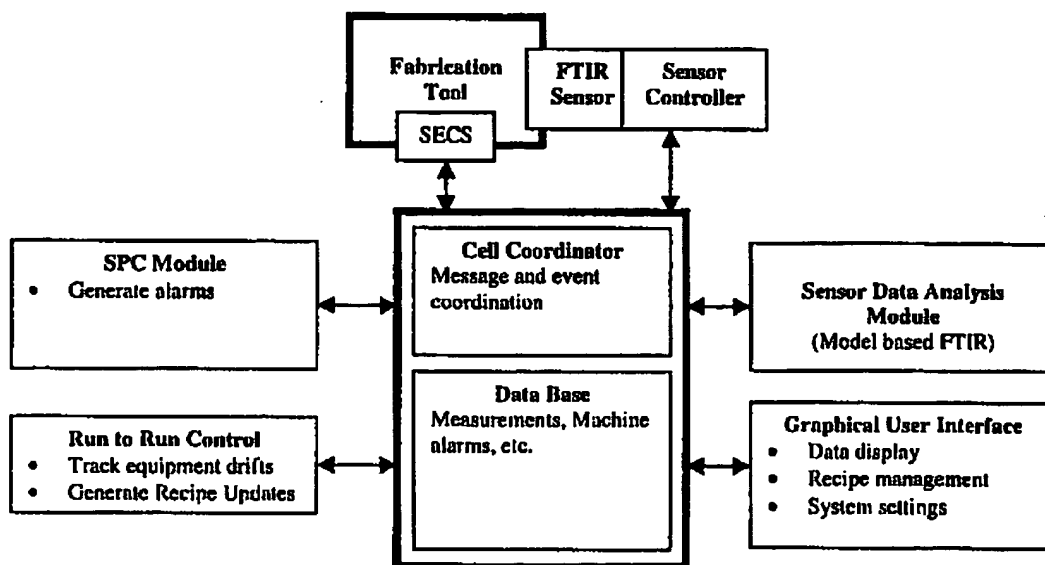 Fabrication
Tool
SECS
FTIR
Sensor
Sensor
Controller
SPC Module
• Generate alarms
Cell Coordinator
Message and event
coordination
Sensor Data Analysis
Module
(Model based FTIR)
Run to Run Control
• Track equipment drifts
• Generate Recipe Updates
Data Base
Measurements, Machine
alarms, etc.
Graphical User Interface
• Data display
• Recipe management
• System settings